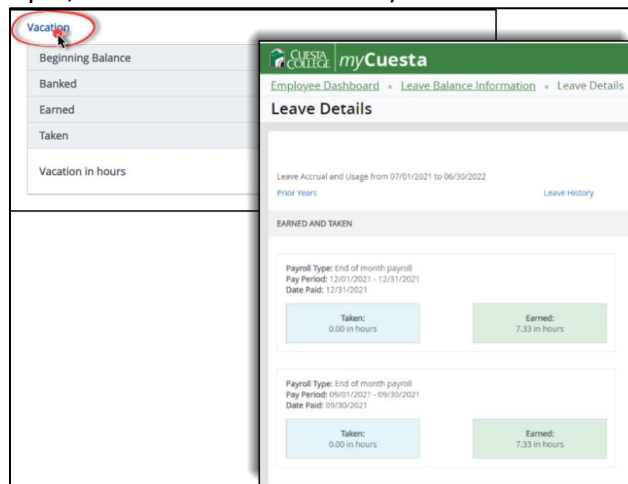 Vacation
Beginning Balance
Banked
Earned
Taken
Vacation in hours
CUESTA COLLEGE myCuesta
Employee Dashboard • Leave Balance Information • Leave Details
Leave Details
Leave Accrual and Usage from 07/01/2021 to 06/30/2022
Prior Years Leave History
EARNED AND TAKEN
Payroll Type: End of month payroll
Pay Period: 12/01/2021 - 12/31/2021
Date Paid: 12/31/2021
Taken: Earned:
0.00 in hours 7.33 in hours
Payroll Type: End of month payroll
Pay Period: 09/01/2021 - 09/30/2021
Date Paid: 09/30/2021
Taken: Earned:
0.00 in hours 7.33 in hours